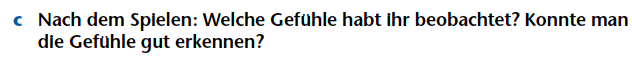 c Nach dem Spielen: Welche Gefühle habt ihr beobachtet? Konnte man
die Gefühle gut erkennen?